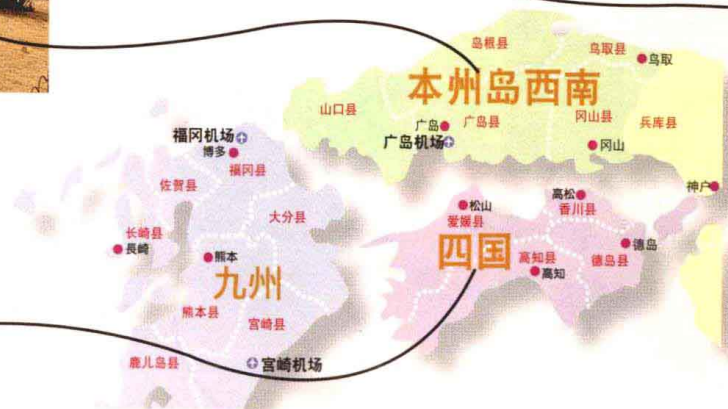 岛根县
鸟取县
鸟取
本州岛西南
山口县
广岛
广岛县
冈山县
兵库县
广岛机场
冈山
神户
福冈机场
博多
福冈县
佐贺县
大分县
长崎县
長崎
熊本
九州
熊本县
宫崎县
鹿儿岛县
宫崎机场
松山
爱媛县
高松
香川县
四国
高知县
高知
德岛
德岛县